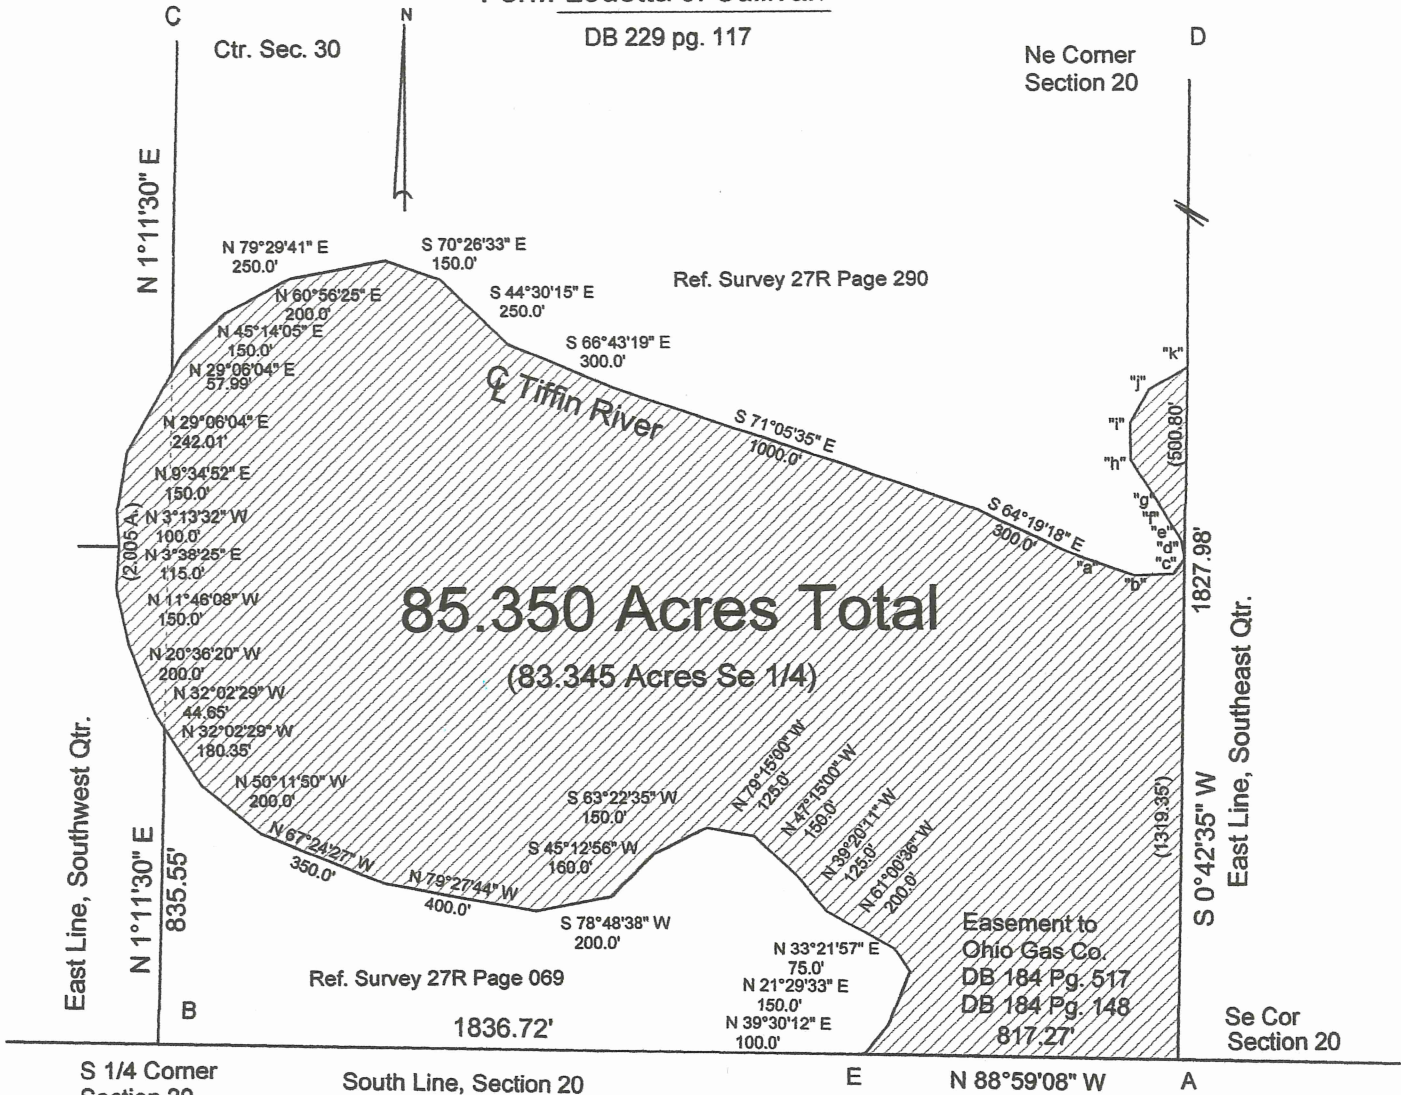 C
N
DB 229 pg. 117
D
Ctr. Sec. 30
Ne Corner
Section 20
N 1°11'30" E
N 79°29'41" E
250.0'
S 70°26'33" E
150.0'
Ref. Survey 27R Page 290
N 60°56'25" E
200.0'
S 44°30'15" E
250.0'
N 45°14'05" E
150.0'
S 66°43'19" E
300.0'
N 29°06'04" E
57.99'
"k"
"j"
℄ Tiffin River
N 29°06'04" E
242.01'
S 71°05'35" E
1000.0'
"i"
(500.80')
"h"
N 9°34'52" E
150.0'
"g"
"f"
"e"
"d"
"c"
N 3°13'32" W
100.0'
S 64°19'18" E
300.0'
"a"
"b"
(2.005 A.)
N 3°38'25" E
115.0'
1827.98'
N 11°46'08" W
150.0'
85.350 Acres Total
(83.345 Acres Se 1/4)
N 20°36'20" W
200.0'
N 32°02'29" W
44.65'
N 32°02'29" W
180.35'
East Line, Southwest Qtr.
East Line, Southeast Qtr.
N 50°11'50" W
200.0'
S 63°22'35" W
150.0'
N 79°15'00" W
125.0'
N 47°15'00" W
150.0'
N 39°20'11" W
125.0'
N 61°00'36" W
200.0'
(1319.35')
S 0°42'35" W
N 67°24'27" W
350.0'
S 45°12'56" W
160.0'
N 79°27'44" W
400.0'
N 1°11'30" E
835.55'
S 78°48'38" W
200.0'
Easement to
Ohio Gas Co.
DB 184 Pg. 517
DB 184 Pg. 148
817.27'
N 33°21'57" E
75.0'
Ref. Survey 27R Page 069
N 21°29'33" E
150.0'
B
1836.72'
N 39°30'12" E
100.0'
Se Cor
Section 20
S 1/4 Corner
South Line, Section 20
E
N 88°59'08" W
A